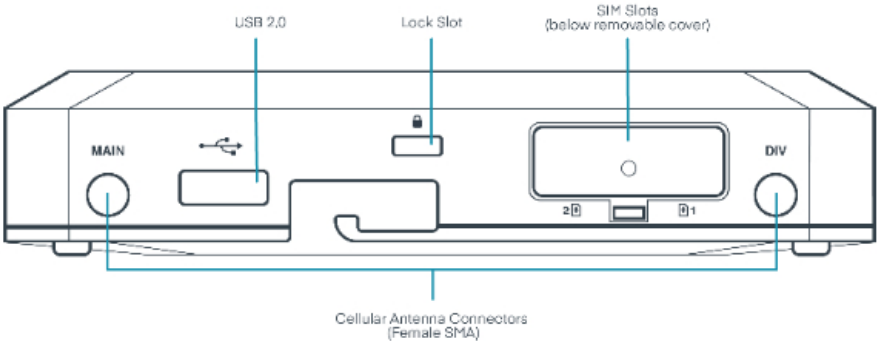 USB 2.0
Lock Slot
SIM Slots
(below removable cover)
MAIN
DIV
2
1
Cellular Antenna Connectors
(Female SMA)